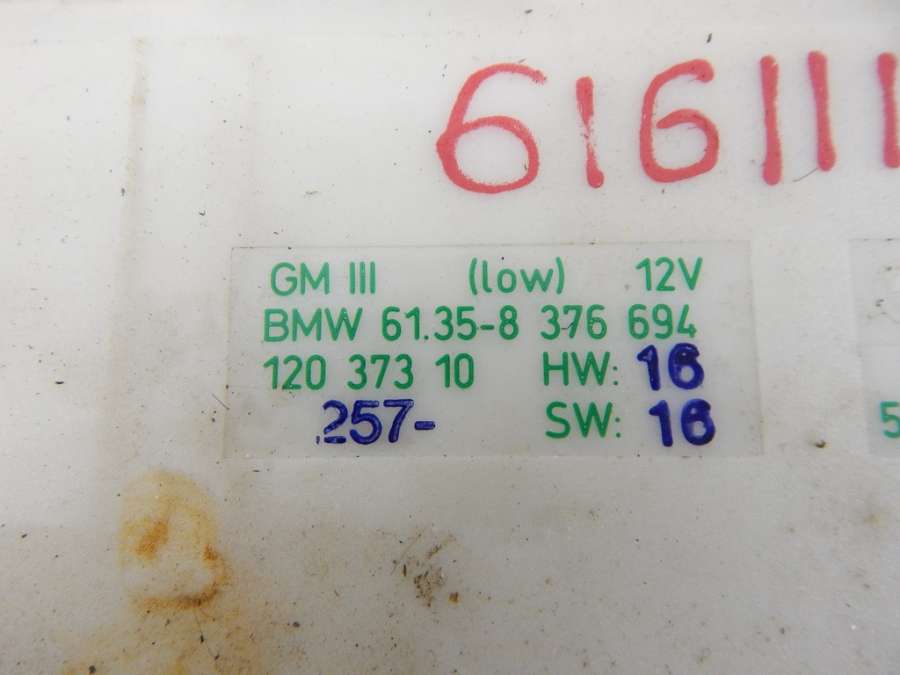 616111
GM III (low) 12V
BMW 61.35-8 376 694
120 373 10 HW: 16
257- SW: 16
5